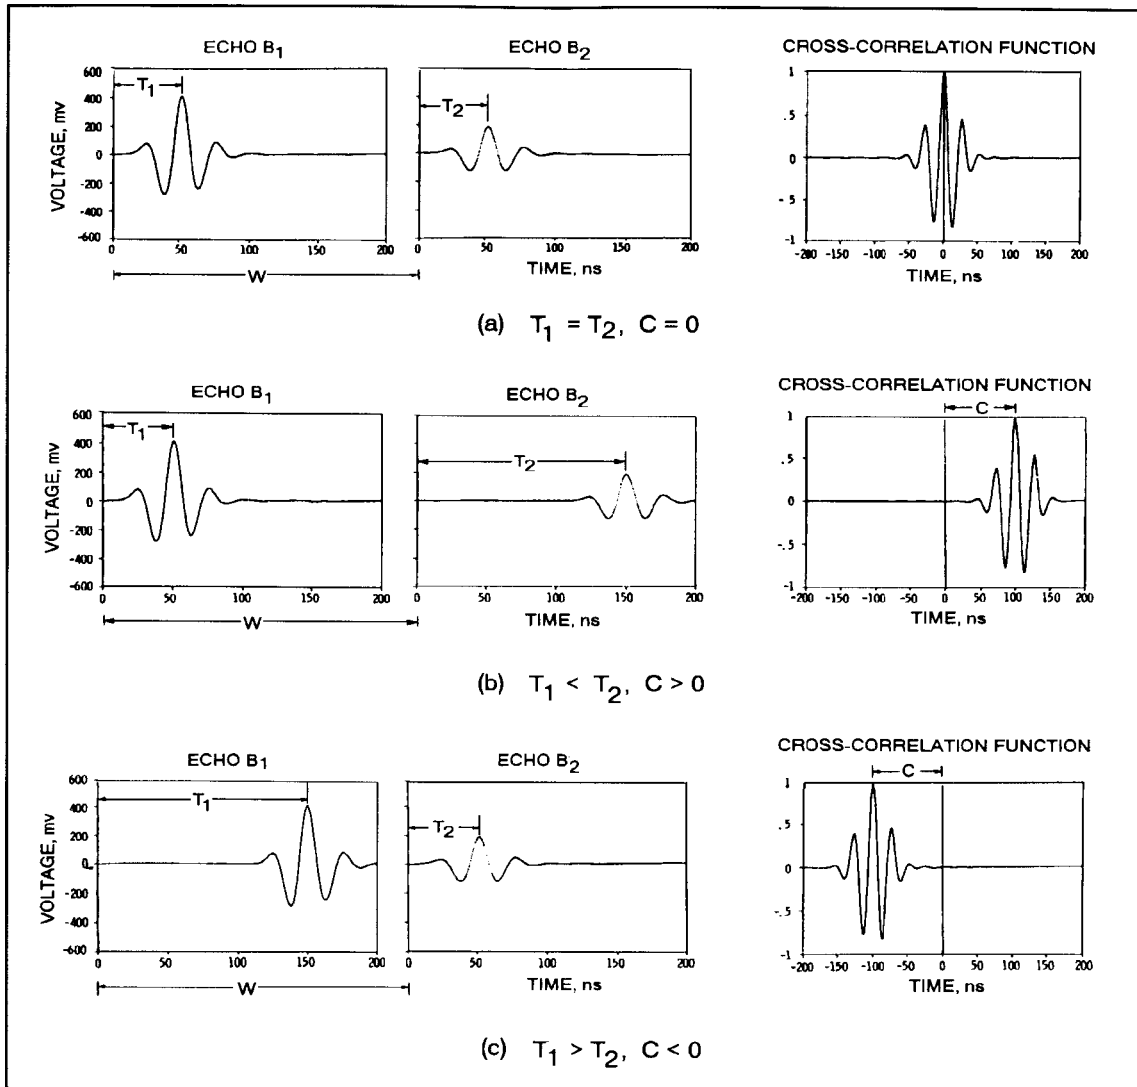 ECHO B1
ECHO B2
CROSS-CORRELATION FUNCTION
VOLTAGE, mv
600
400
200
0
-200
-400
-600
T1
0
50
100
150
200
W
T2
0
50
100
150
200
TIME, ns
1
.5
0
-.5
-1
-200
-150
-100
-50
0
50
100
150
200
TIME, ns
(a) T1 = T2, C = 0
ECHO B1
ECHO B2
CROSS-CORRELATION FUNCTION
VOLTAGE, mv
600
400
200
0
-200
-400
-600
T1
0
50
100
150
200
W
T2
0
50
100
150
200
TIME, ns
C
1
.5
0
-.5
-1
-200
-150
-100
-50
0
50
100
150
200
TIME, ns
(b) T1 < T2, C > 0
ECHO B1
ECHO B2
CROSS-CORRELATION FUNCTION
VOLTAGE, mv
600
400
200
0
-200
-400
-600
T1
0
50
100
150
200
W
T2
0
50
100
150
200
TIME, ns
C
1
.5
0
-.5
-1
-200
-150
-100
-50
0
50
100
150
200
TIME, ns
(c) T1 > T2, C < 0